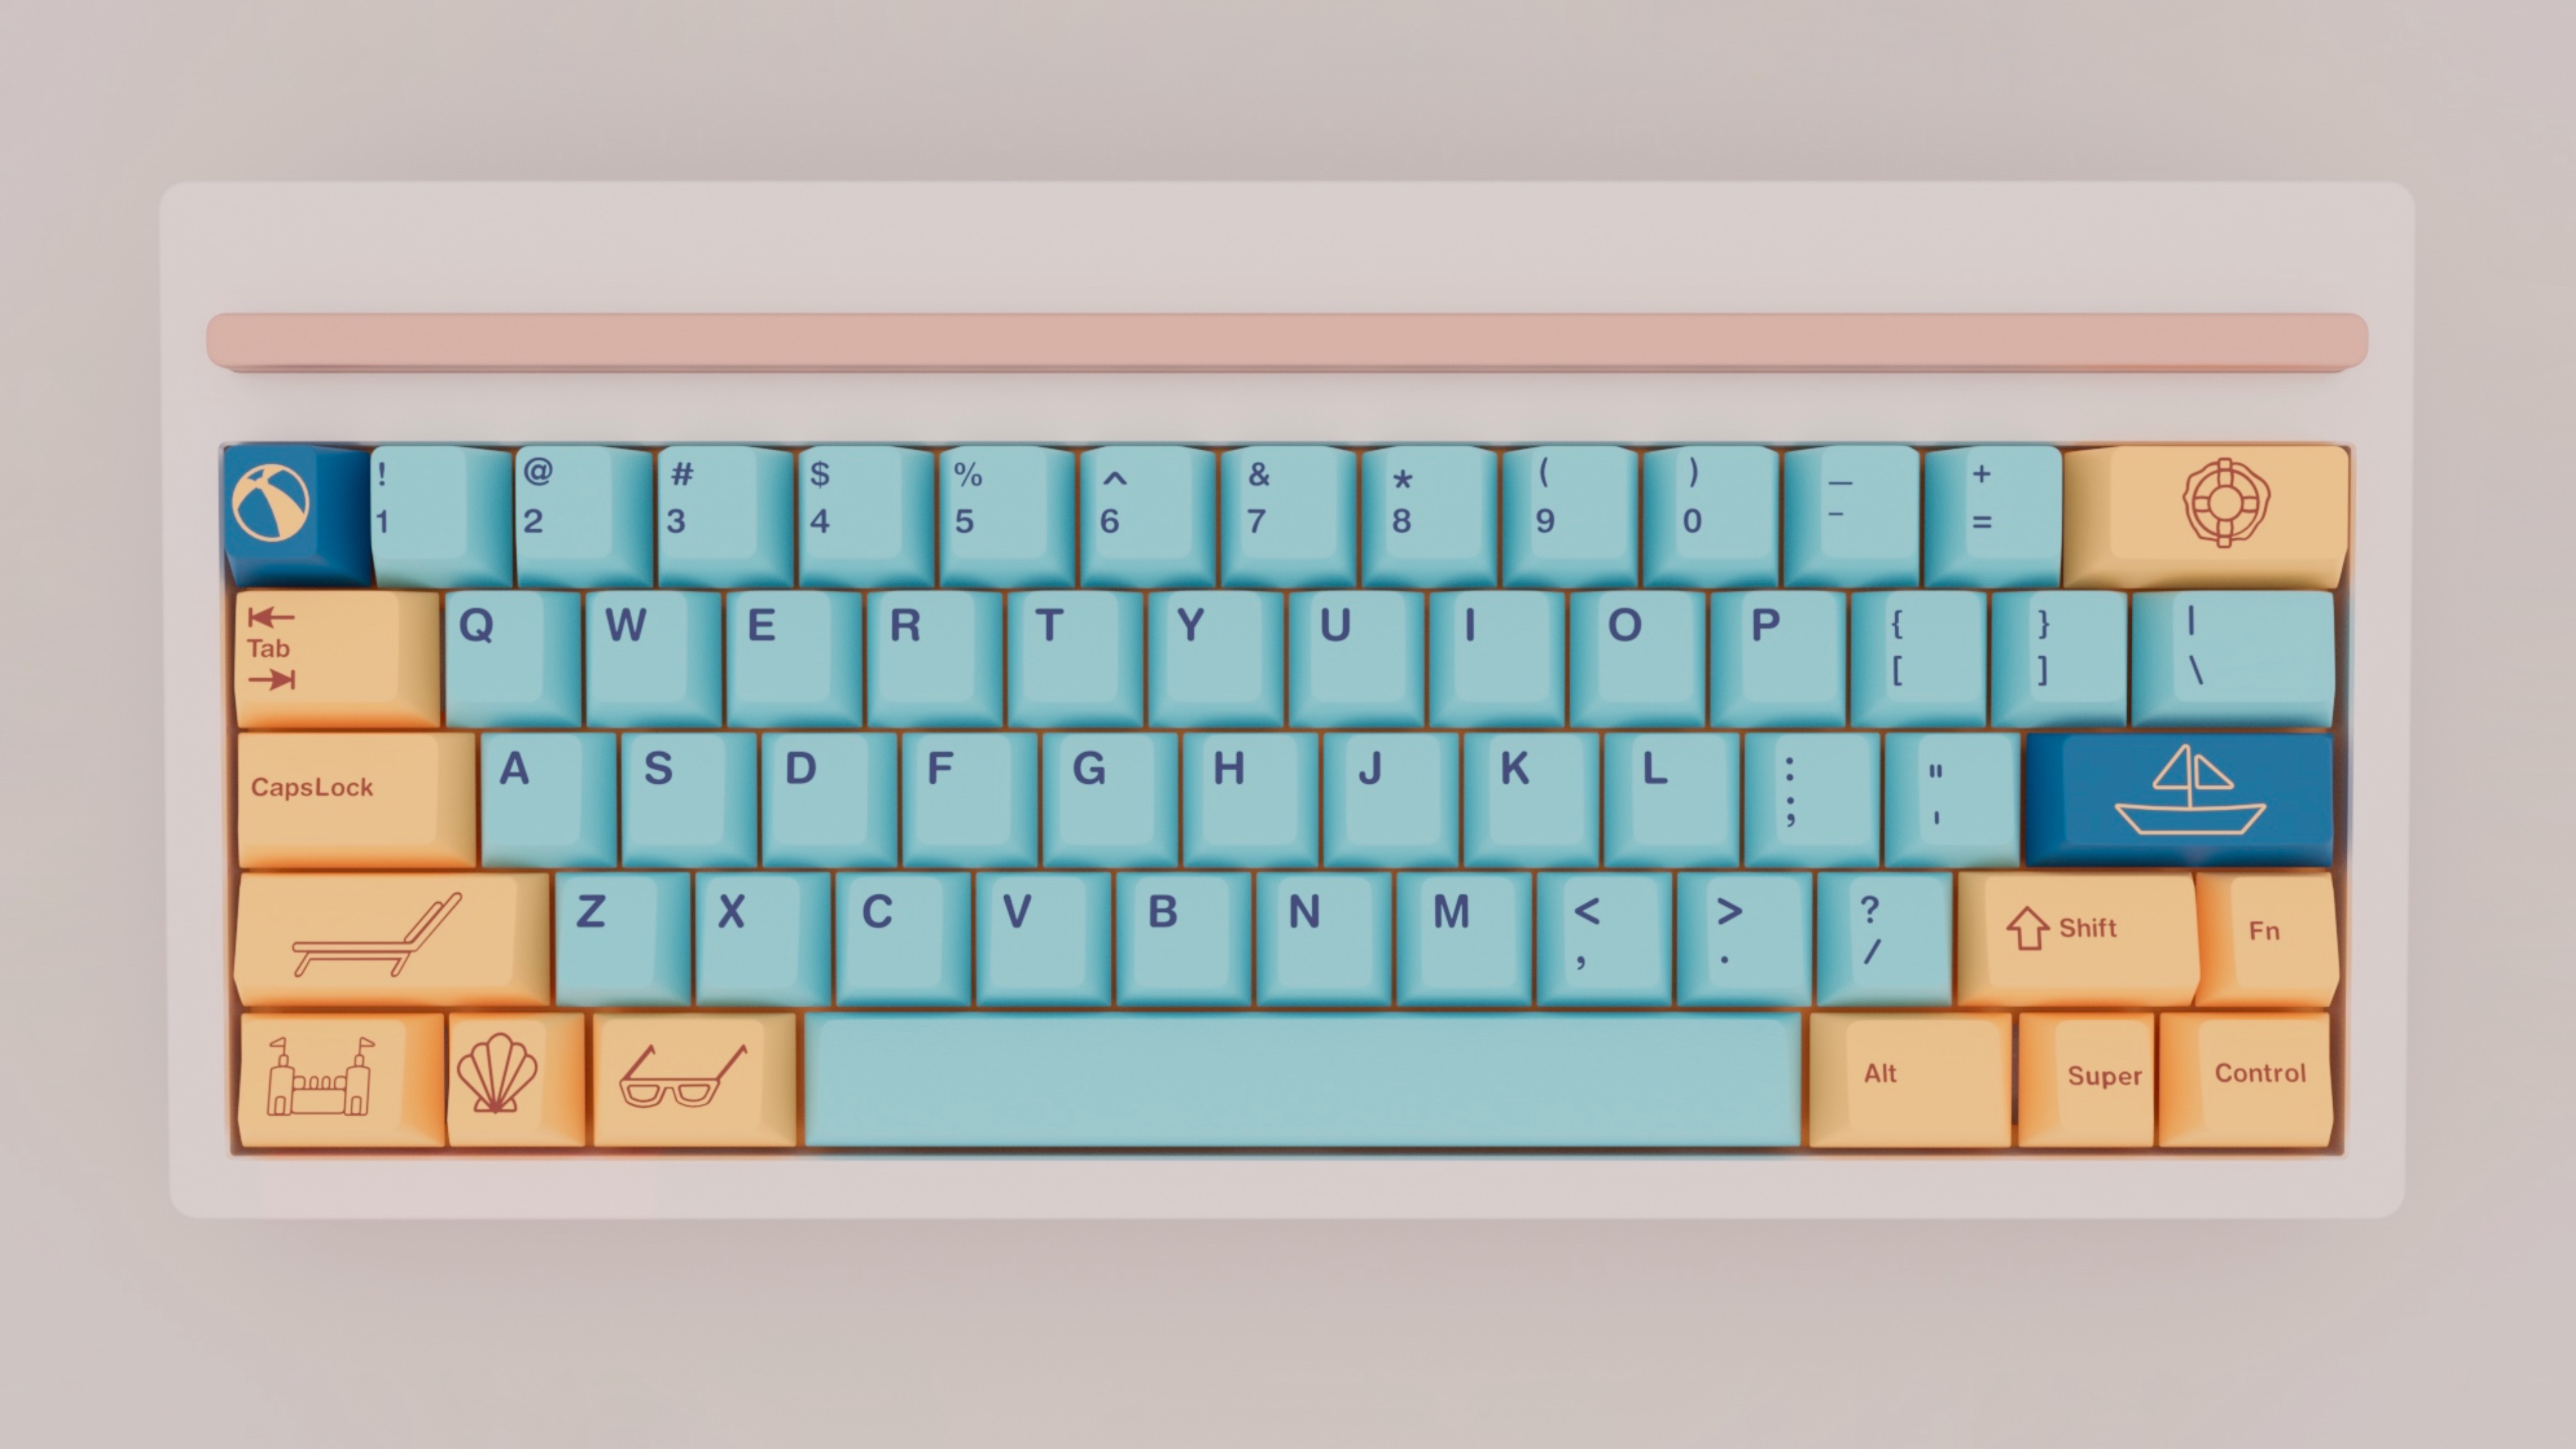 ! @ # $ % ^ & * ( ) _ +
1 2 3 4 5 6 7 8 9 0 - =
Tab Q W E R T Y U I O P { } |
[ ] \
CapsLock A S D F G H J K L : "
; '
Z X C V B N M < > ? Shift Fn
, . /
Alt Super Control